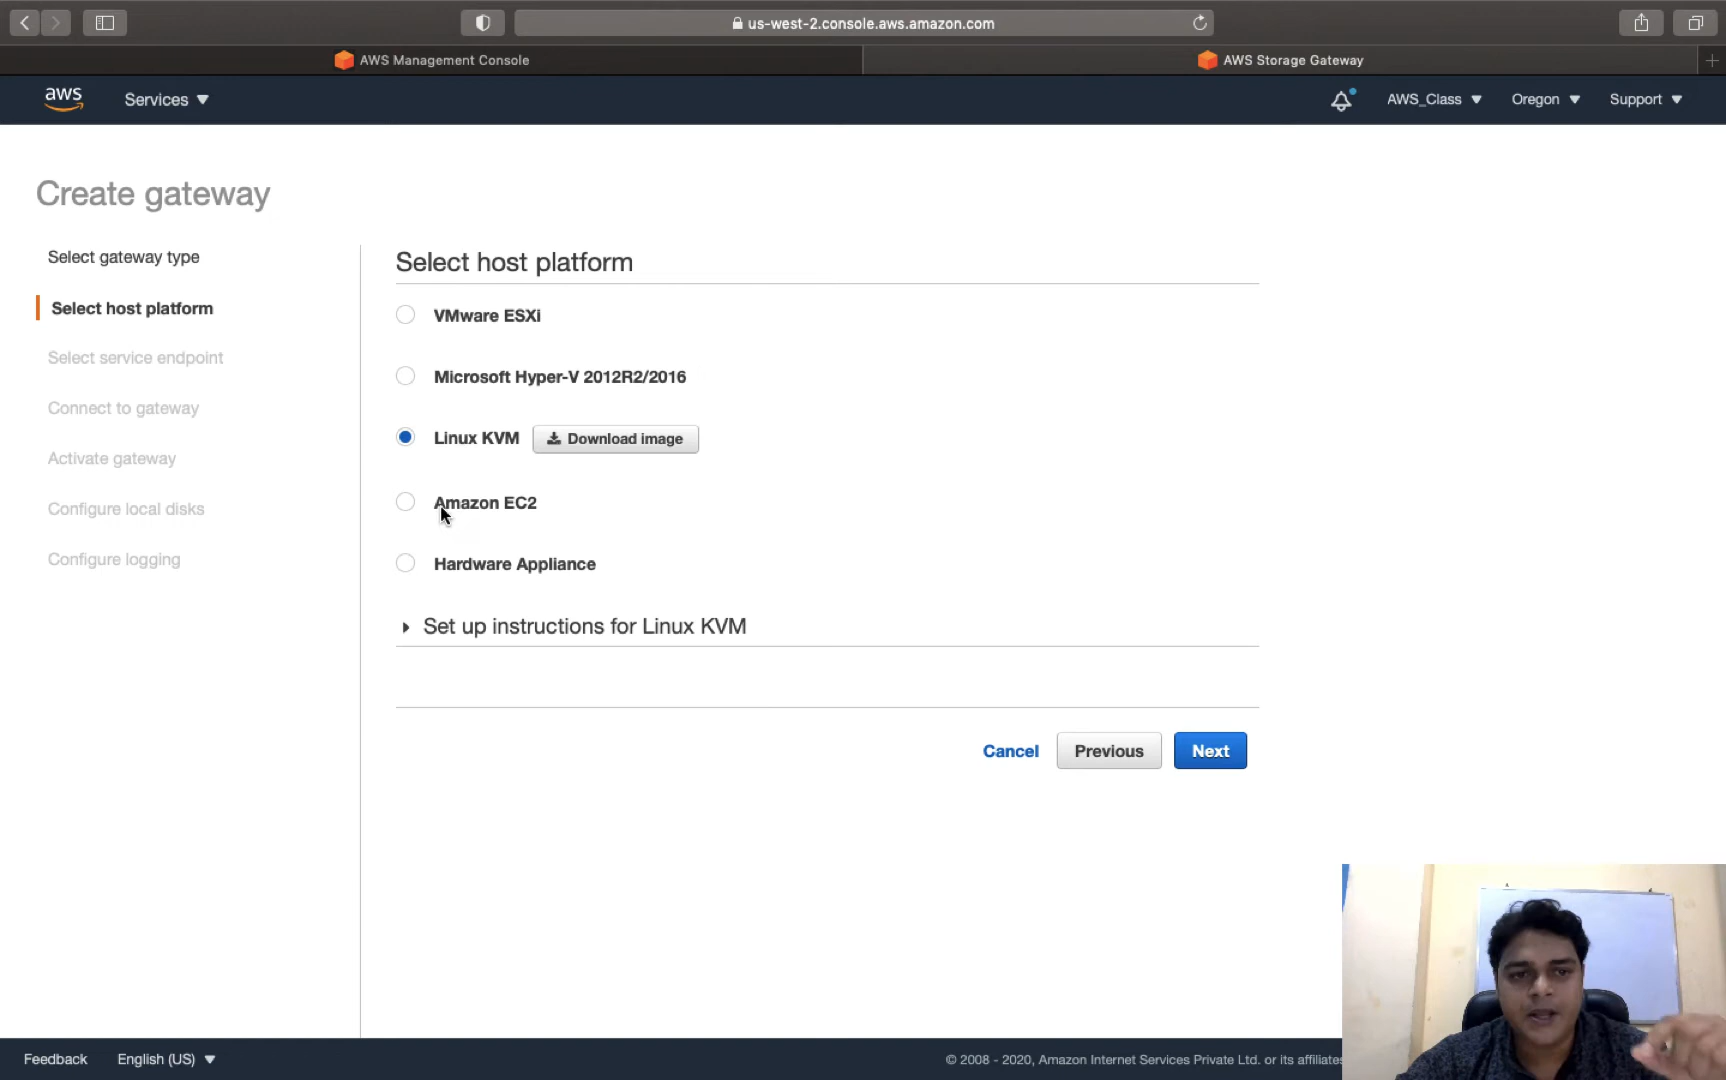 us-west-2.console.aws.amazon.com
AWS Management Console
AWS Storage Gateway
aws
Services
AWS_Class
Oregon
Support
Create gateway
Select gateway type
Select host platform
Select service endpoint
Connect to gateway
Activate gateway
Configure local disks
Configure logging
Select host platform
VMware ESXi
Microsoft Hyper-V 2012R2/2016
Linux KVM
Download image
Amazon EC2
Hardware Appliance
Set up instructions for Linux KVM
Cancel
Previous
Next
Feedback
English (US)
© 2008 - 2020, Amazon Internet Services Private Ltd. or its affiliates